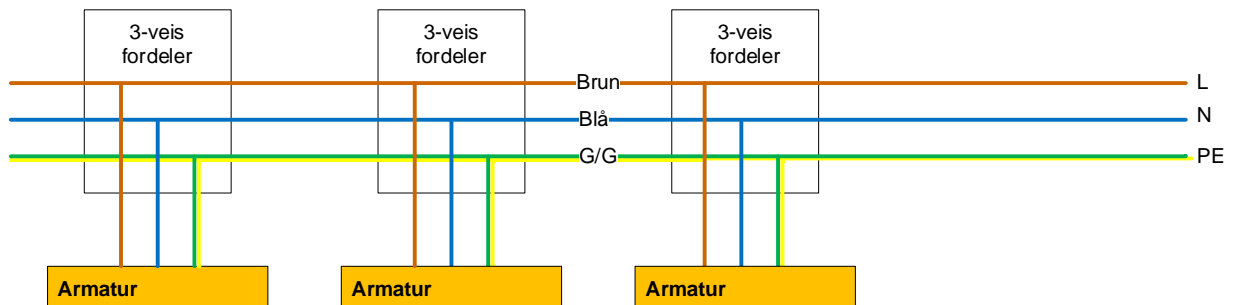 3-veis
fordeler
3-veis
fordeler
3-veis
fordeler
Brun
L
Blå
N
G/G
PE
Armatur
Armatur
Armatur